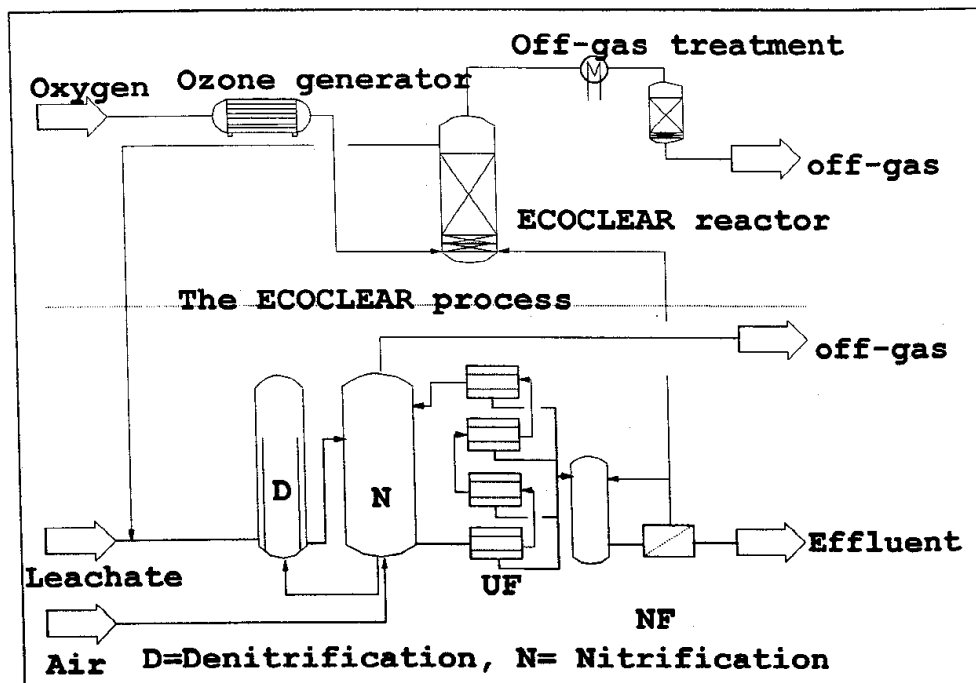 Off-gas treatment
Ozone generator
Oxygen
M
off-gas
ECOCLEAR reactor
The ECOCLEAR process
off-gas
D
N
Leachate
UF
Effluent
NF
Air
D=Denitrification, N= Nitrification